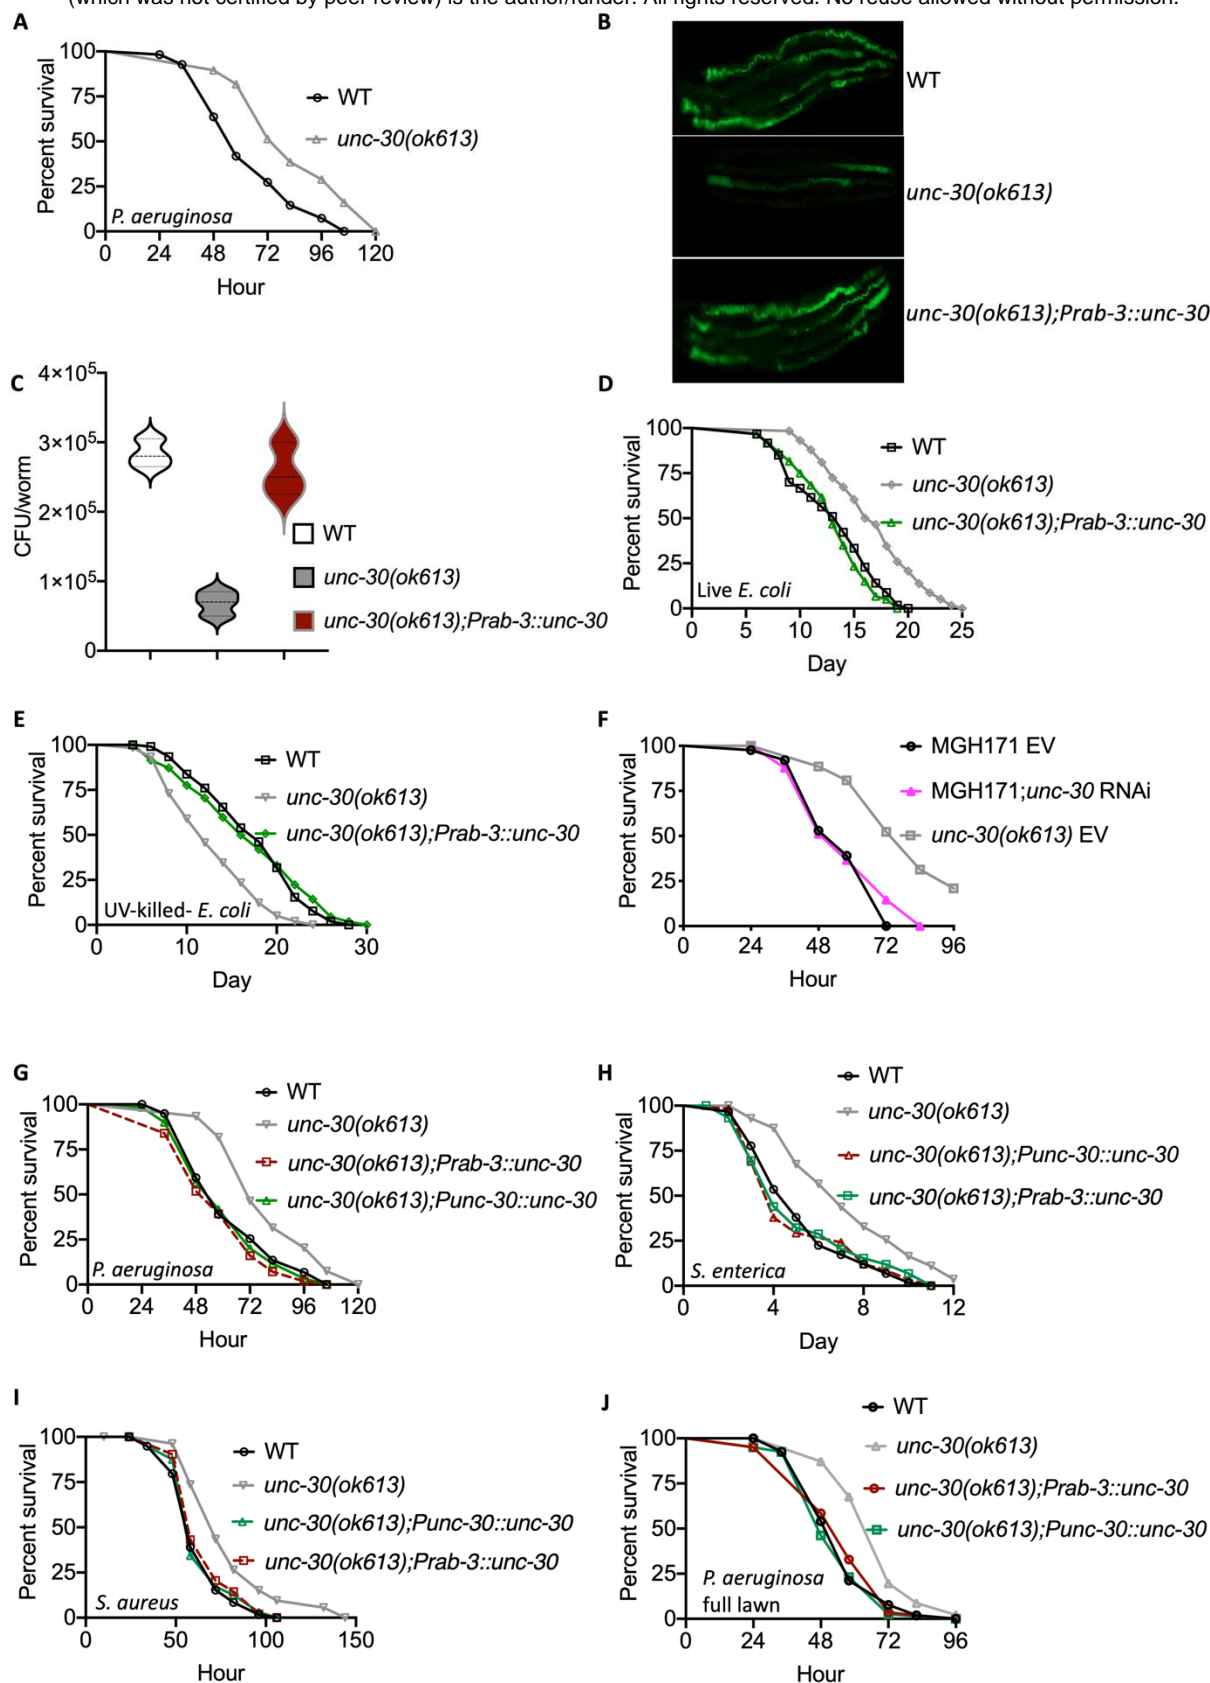 (which was not certified by peer review) is the author/funder. All rights reserved. No reuse allowed without permission.
A
100
75
50
25
0
Percent survival
WT
unc-30(ok613)
P. aeruginosa
0 24 48 72 96 120
Hour
B
WT
unc-30(ok613)
unc-30(ok613);Prab-3::unc-30
C
4×10⁵
3×10⁵
2×10⁵
1×10⁵
0
CFU/worm
WT
unc-30(ok613)
unc-30(ok613);Prab-3::unc-30
D
100
75
50
25
0
Percent survival
WT
unc-30(ok613)
unc-30(ok613);Prab-3::unc-30
Live E. coli
0 5 10 15 20 25
Day
E
100
75
50
25
0
Percent survival
WT
unc-30(ok613)
unc-30(ok613);Prab-3::unc-30
UV-killed- E. coli
0 10 20 30
Day
F
100
75
50
25
0
Percent survival
MGH171 EV
MGH171;unc-30 RNAi
unc-30(ok613) EV
0 24 48 72 96
Hour
G
100
75
50
25
0
Percent survival
WT
unc-30(ok613)
unc-30(ok613);Prab-3::unc-30
unc-30(ok613);Punc-30::unc-30
P. aeruginosa
0 24 48 72 96 120
Hour
H
100
75
50
25
0
Percent survival
WT
unc-30(ok613)
unc-30(ok613);Punc-30::unc-30
unc-30(ok613);Prab-3::unc-30
S. enterica
0 4 8 12
Day
I
100
75
50
25
0
Percent survival
WT
unc-30(ok613)
unc-30(ok613);Punc-30::unc-30
unc-30(ok613);Prab-3::unc-30
S. aureus
0 50 100 150
Hour
J
100
75
50
25
0
Percent survival
WT
unc-30(ok613)
unc-30(ok613);Prab-3::unc-30
unc-30(ok613);Punc-30::unc-30
P. aeruginosa
full lawn
0 24 48 72 96
Hour